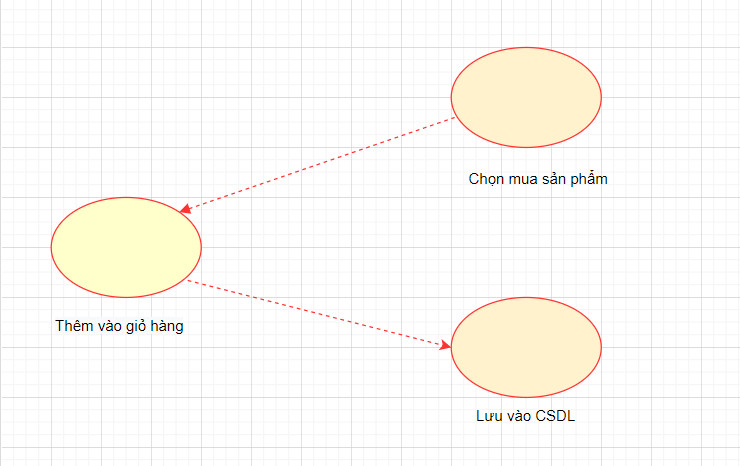 Chọn mua sản phẩm
Thêm vào giỏ hàng
Lưu vào CSDL